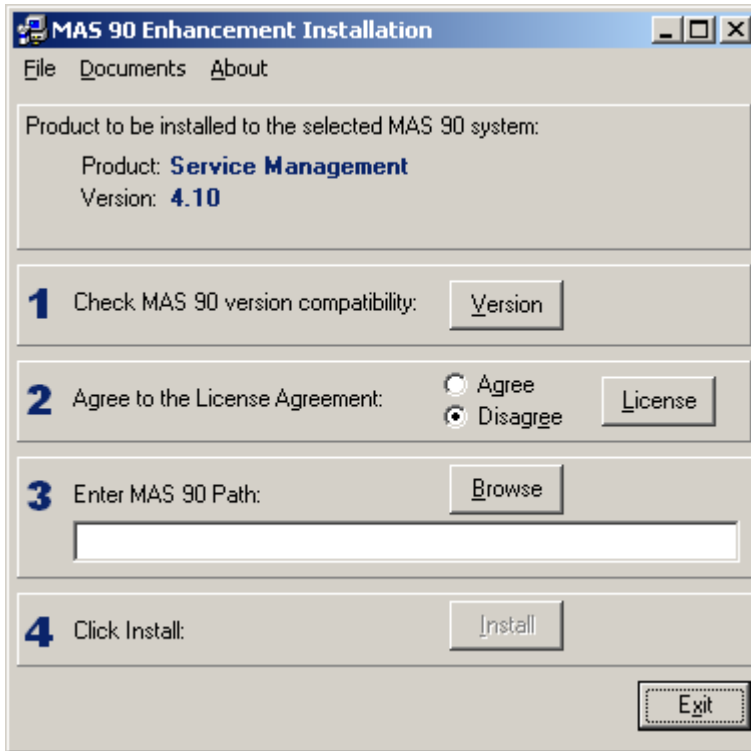 MAS 90 Enhancement Installation
File Documents About
Product to be installed to the selected MAS 90 system:
Product: Service Management
Version: 4.10
1 Check MAS 90 version compatibility: Version
2 Agree to the License Agreement: Agree
Disagree
License
3 Enter MAS 90 Path: Browse
4 Click Install: Install
Exit